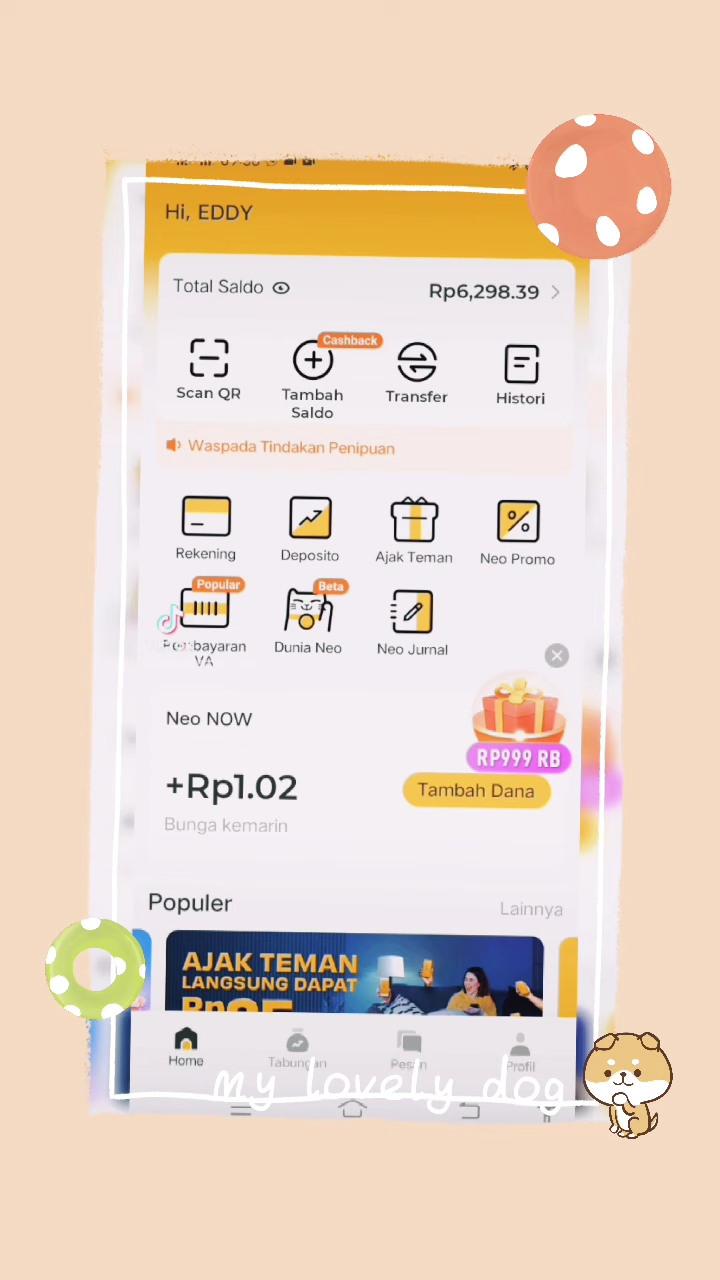 Hi, EDDY
Total Saldo
Rp6,298.39
Cashback
Scan QR
Tambah
Saldo
Transfer
Histori
Waspada Tindakan Penipuan
Rekening
Deposito
Ajak Teman
Neo Promo
Popular
Beta
Pembayaran
VA
Dunia Neo
Neo Jurnal
Neo NOW
RP999 RB
+Rp1.02
Tambah Dana
Bunga kemarin
Populer
Lainnya
AJAK TEMAN
LANGSUNG DAPAT
Home
Tabungan
Pesan
Profil
my lovely dog